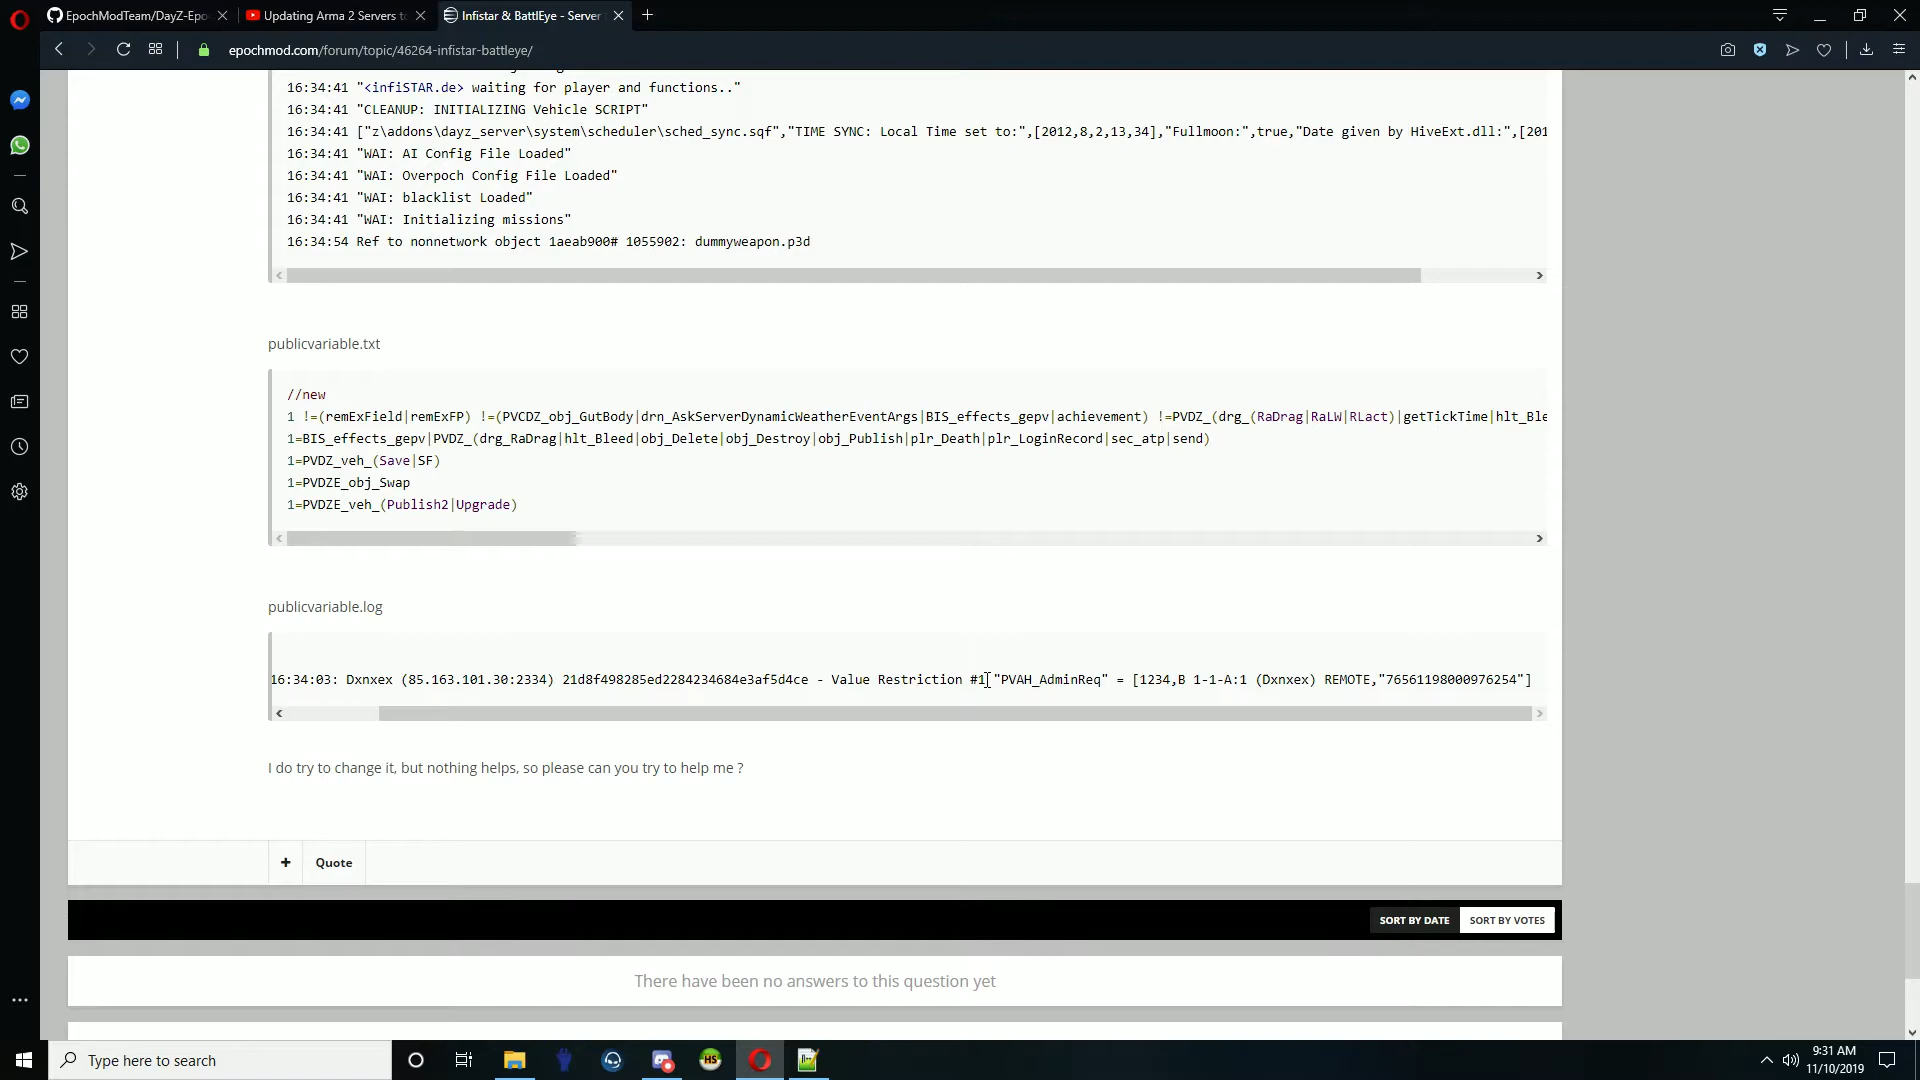 EpochModTeam/DayZ-Epo
Updating Arma 2 Servers to
Infistar & BattlEye - Server
epochmod.com/forum/topic/46264-infistar-battleye/
16:34:41 "<infiSTAR.de> waiting for player and functions.."
16:34:41 "CLEANUP: INITIALIZING Vehicle SCRIPT"
16:34:41 ["z\addons\dayz_server\system\scheduler\sched_sync.sqf","TIME SYNC: Local Time set to:",[2012,8,2,13,34],"Fullmoon:",true,"Date given by HiveExt.dll:",[201
16:34:41 "WAI: AI Config File Loaded"
16:34:41 "WAI: Overpoch Config File Loaded"
16:34:41 "WAI: blacklist Loaded"
16:34:41 "WAI: Initializing missions"
16:34:54 Ref to nonnetwork object 1aeab900# 1055902: dummyweapon.p3d
publicvariable.txt
//new
1 !=(remExField|remExFP) !=(PVCDZ_obj_GutBody|drn_AskServerDynamicWeatherEventArgs|BIS_effects_gepv|achievement) !=PVDZ_(drg_(RaDrag|RaLW|RLact)|getTickTime|hlt_Ble
1=BIS_effects_gepv|PVDZ_(drg_RaDrag|hlt_Bleed|obj_Delete|obj_Destroy|obj_Publish|plr_Death|plr_LoginRecord|sec_atp|send)
1=PVDZ_veh_(Save|SF)
1=PVDZE_obj_Swap
1=PVDZE_veh_(Publish2|Upgrade)
publicvariable.log
16:34:03: Dxnxex (85.163.101.30:2334) 21d8f498285ed2284234684e3af5d4ce - Value Restriction #1 "PVAH_AdminReq" = [1234,B 1-1-A:1 (Dxnxex) REMOTE,"76561198000976254"]
I do try to change it, but nothing helps, so please can you try to help me ?
+ Quote
SORT BY DATE SORT BY VOTES
There have been no answers to this question yet
Type here to search
HS
9:31 AM
11/10/2019